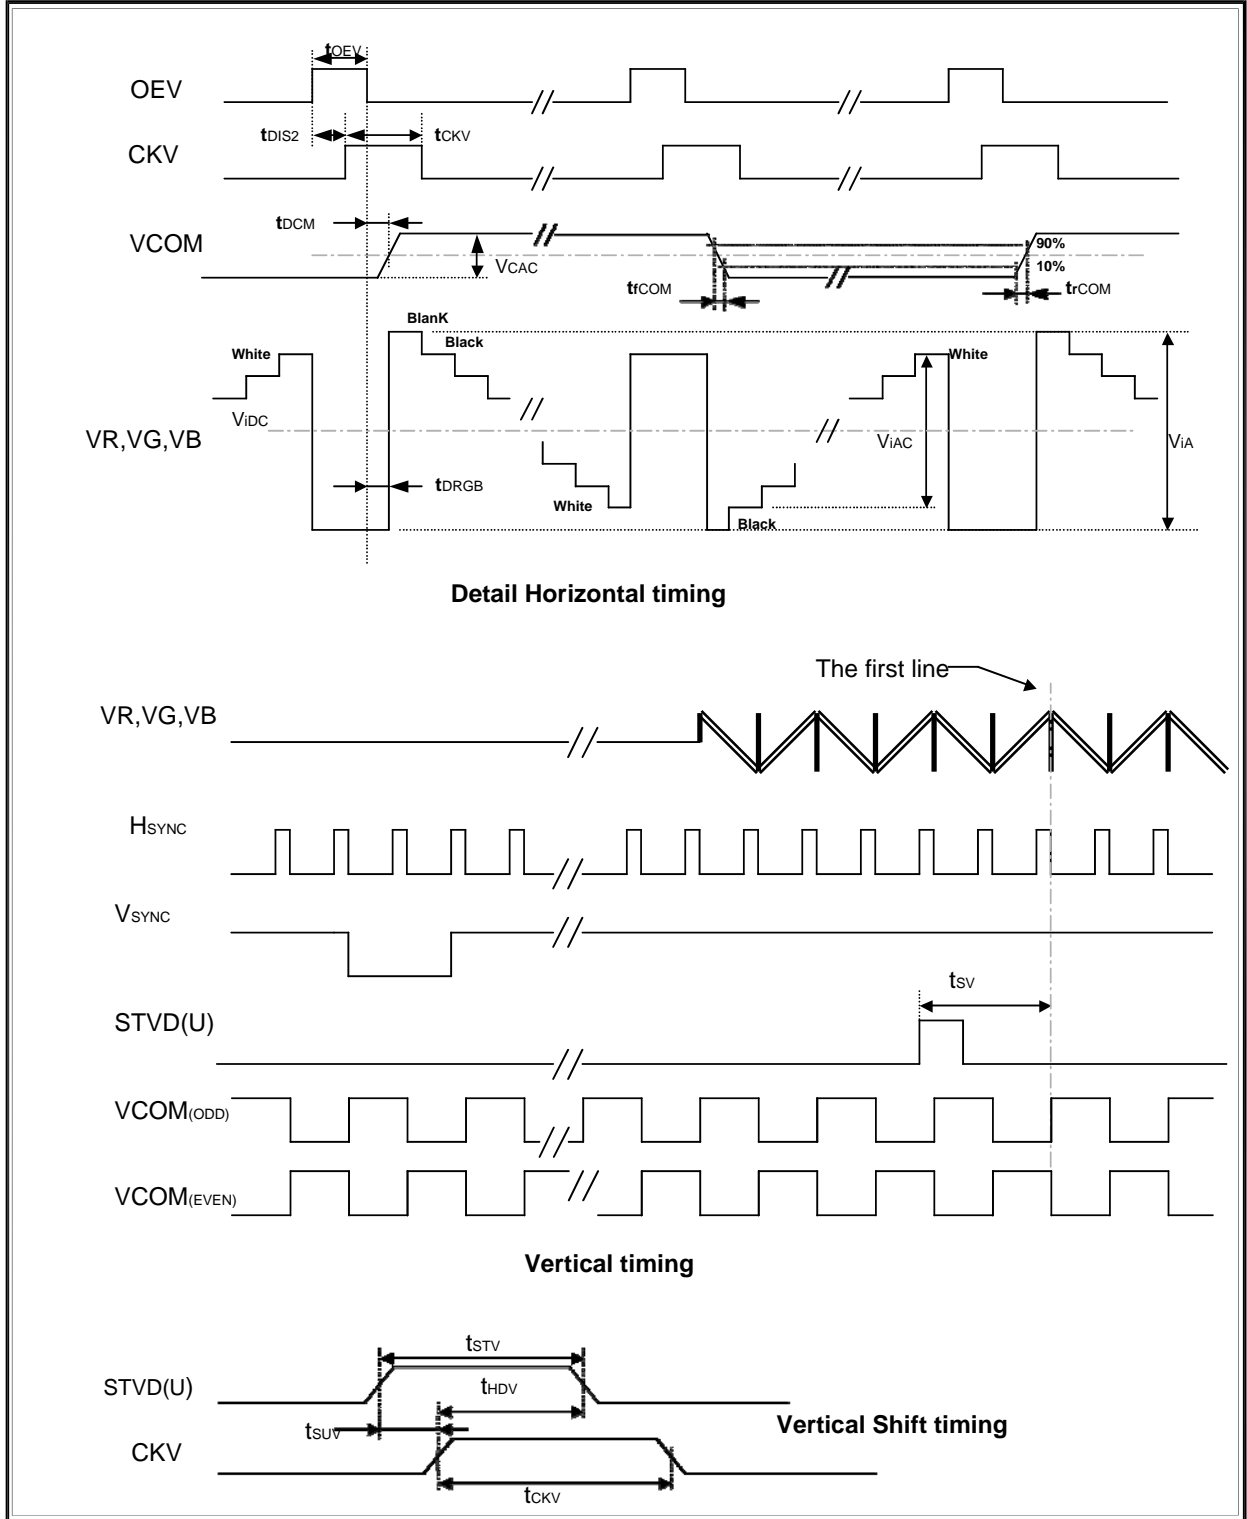 tOEV
OEV
tDIS2
tCKV
CKV
tDCM
VCOM
VCAC
90%
10%
tfCOM
trCOM
BlanK
White
Black
White
ViDC
VR,VG,VB
ViAC
ViA
tDRGB
White
Black
Detail Horizontal timing
The first line
VR,VG,VB
HSYNC
VSYNC
tSV
STVD(U)
VCOM(ODD)
VCOM(EVEN)
Vertical timing
tSTV
STVD(U)
tHDV
Vertical Shift timing
tSUV
CKV
tCKV